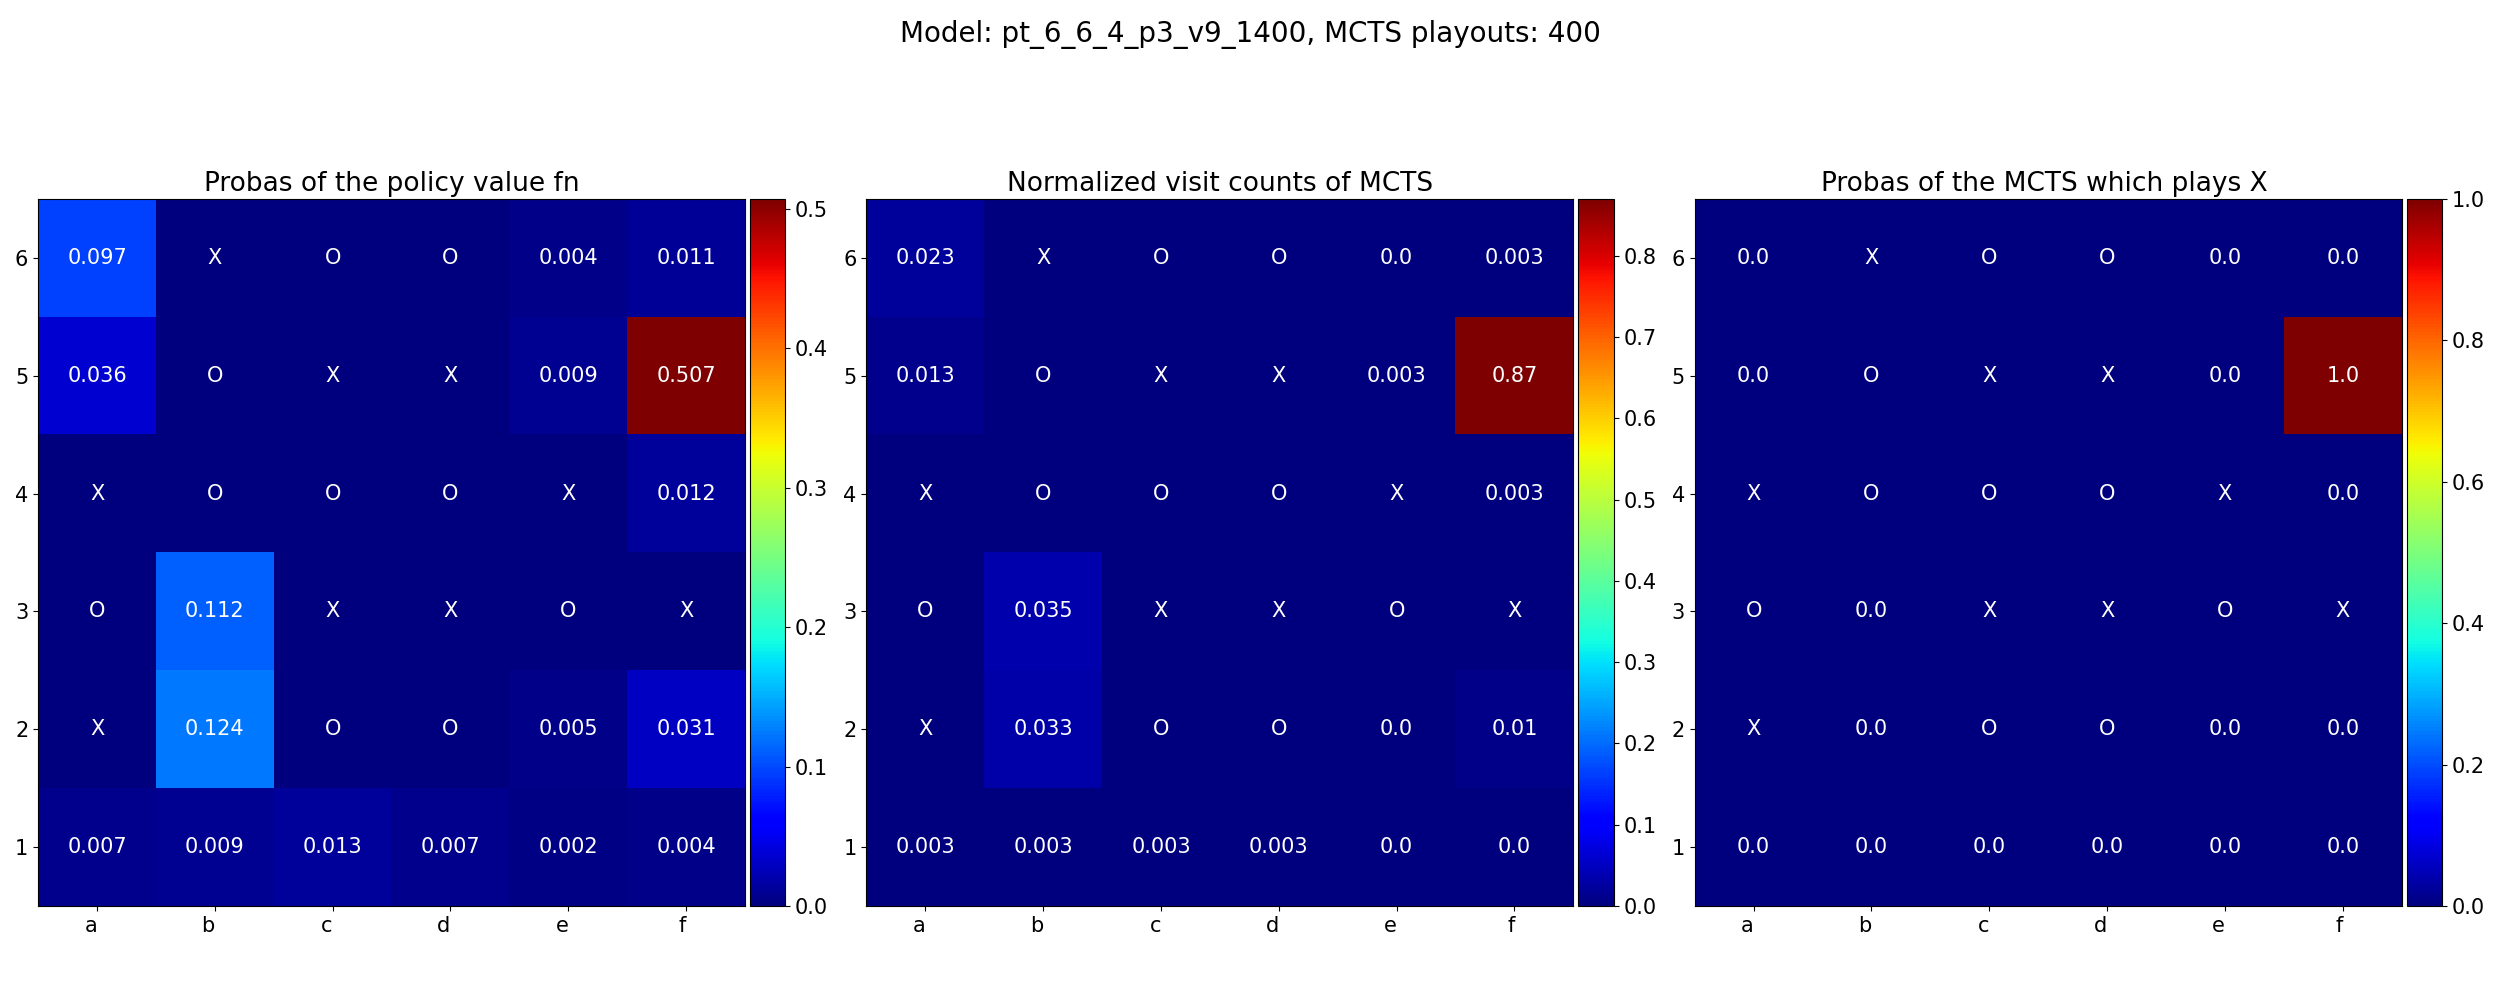 Model: pt_6_6_4_p3_v9_1400, MCTS playouts: 400
Probas of the policy value fn
6 0.097 X O O 0.004 0.011
5 0.036 O X X 0.009 0.507
4 X O O O X 0.012
3 O 0.112 X X O X
2 X 0.124 O O 0.005 0.031
1 0.007 0.009 0.013 0.007 0.002 0.004
a b c d e f
0.5
0.4
0.3
0.2
0.1
0.0
Normalized visit counts of MCTS
6 0.023 X O O 0.0 0.003
5 0.013 O X X 0.003 0.87
4 X O O O X 0.003
3 O 0.035 X X O X
2 X 0.033 O O 0.0 0.01
1 0.003 0.003 0.003 0.003 0.0 0.0
a b c d e f
0.8
0.7
0.6
0.5
0.4
0.3
0.2
0.1
0.0
Probas of the MCTS which plays X
6 0.0 X O O 0.0 0.0
5 0.0 O X X 0.0 1.0
4 X O O O X 0.0
3 O 0.0 X X O X
2 X 0.0 O O 0.0 0.0
1 0.0 0.0 0.0 0.0 0.0 0.0
a b c d e f
1.0
0.8
0.6
0.4
0.2
0.0